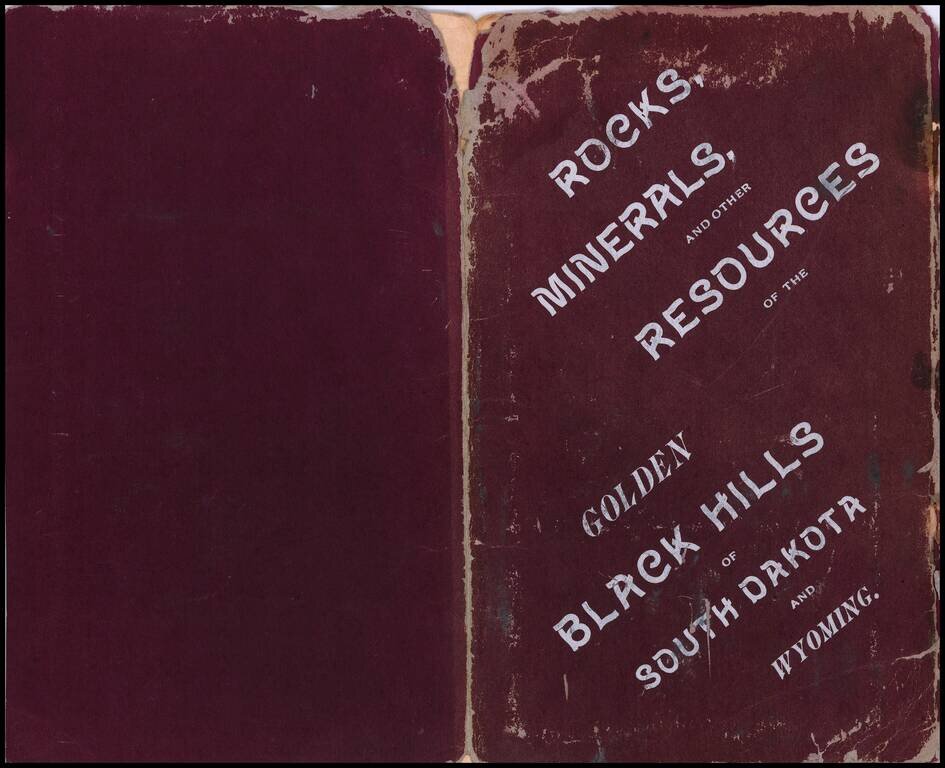 ROCKS,
MINERALS,
AND OTHER
RESOURCES
OF THE
GOLDEN
BLACK HILLS
OF
SOUTH DAKOTA
AND
WYOMING.